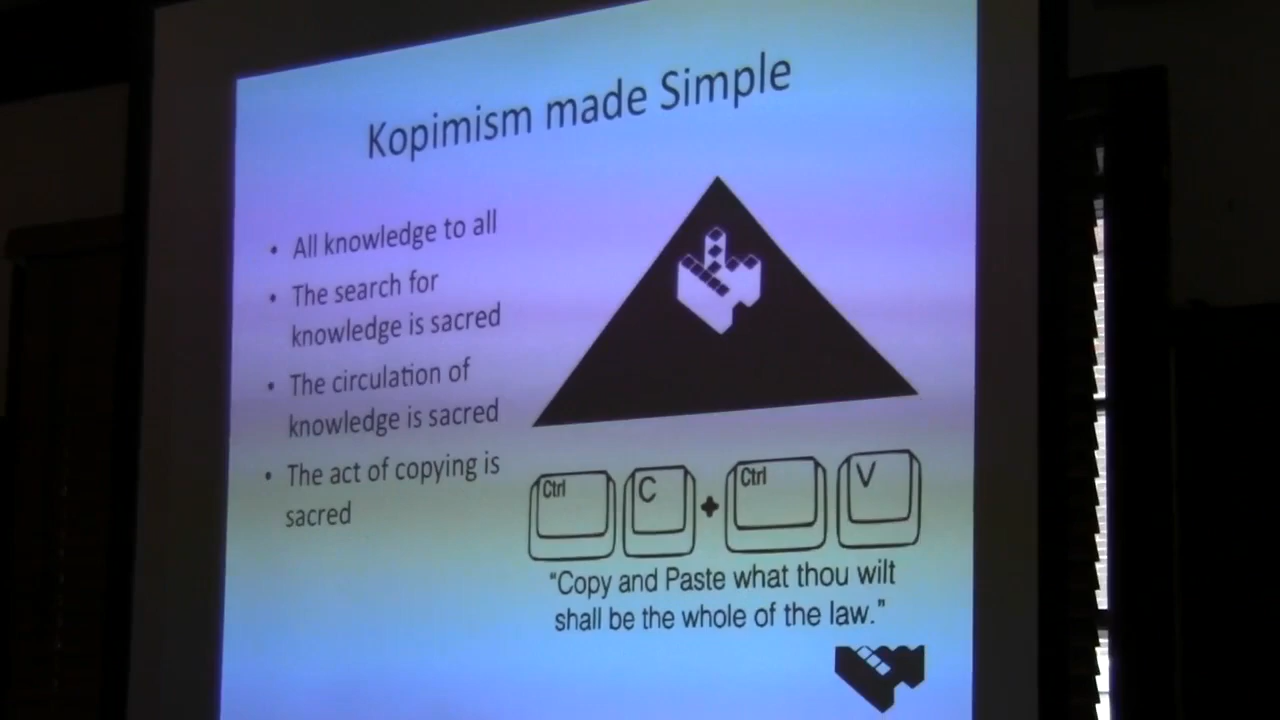 Kopimism made Simple
• All knowledge to all
• The search for
knowledge is sacred
• The circulation of
knowledge is sacred
• The act of copying is
sacred
Ctrl C + Ctrl V
"Copy and Paste what thou wilt
shall be the whole of the law."